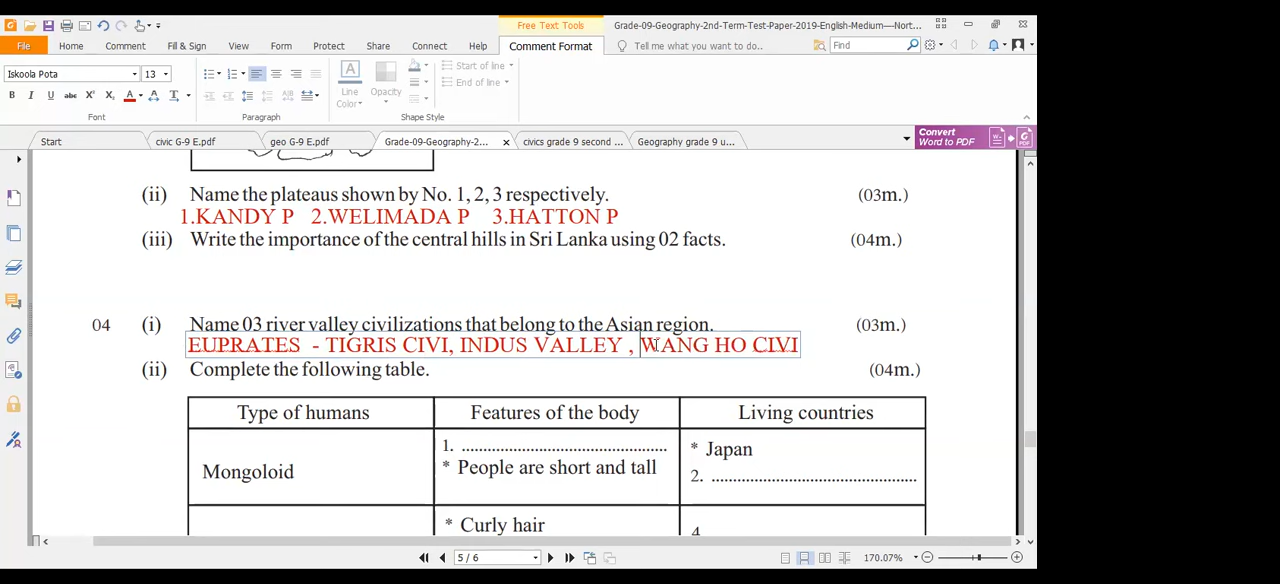 Free Text Tools
Grade-09-Geography-2nd-Term-Test-Paper-2019-English-Medium—Nort...
File Home Comment Fill & Sign View Form Protect Share Connect Help Comment Format Tell me what you want to do.. Find
Iskoola Pota 13
B I U abc X² X₂ A A T
Font
Paragraph
Line Color
Opacity
Start of line
End of line
Shape Style
Start civic G-9 E.pdf geo G-9 E.pdf Grade-09-Geography-2... civics grade 9 second ... Geography grade 9 u...
Convert
Word to PDF
(ii) Name the plateaus shown by No. 1, 2, 3 respectively. (03m.)
1.KANDY P 2.WELIMADA P 3.HATTON P
(iii) Write the importance of the central hills in Sri Lanka using 02 facts. (04m.)
04 (i) Name 03 river valley civilizations that belong to the Asian region. (03m.)
EUPRATES - TIGRIS CIVI, INDUS VALLEY , WANG HO CIVI
(ii) Complete the following table. (04m.)
Type of humans Features of the body Living countries
Mongoloid
1. ..........................................
* People are short and tall
* Japan
2. ..........................................
* Curly hair
4
5 / 6
170.07%